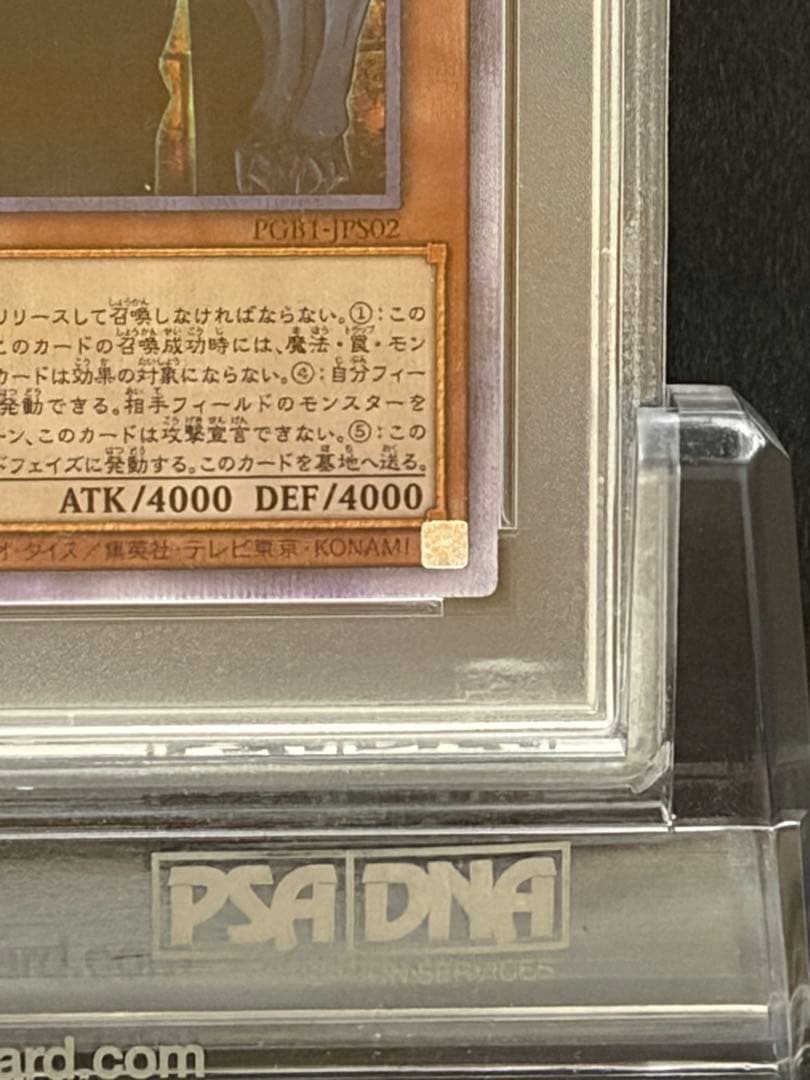 PGB1-JPS02
リリースして召喚しなければならない。①：この
このカードの召喚成功時には、魔法・罠・モン
カードは効果の対象にならない。④：自分フィー
発動できる。相手フィールドのモンスターを
ーン、このカードは攻撃宣言できない。⑤：この
ドフェイズに発動する。このカードを墓地へ送る。
ATK/4000 DEF/4000
オ・ダイス／集英社・テレビ東京・KONAMI
PSA DNA
ON SERVICES
ard.com